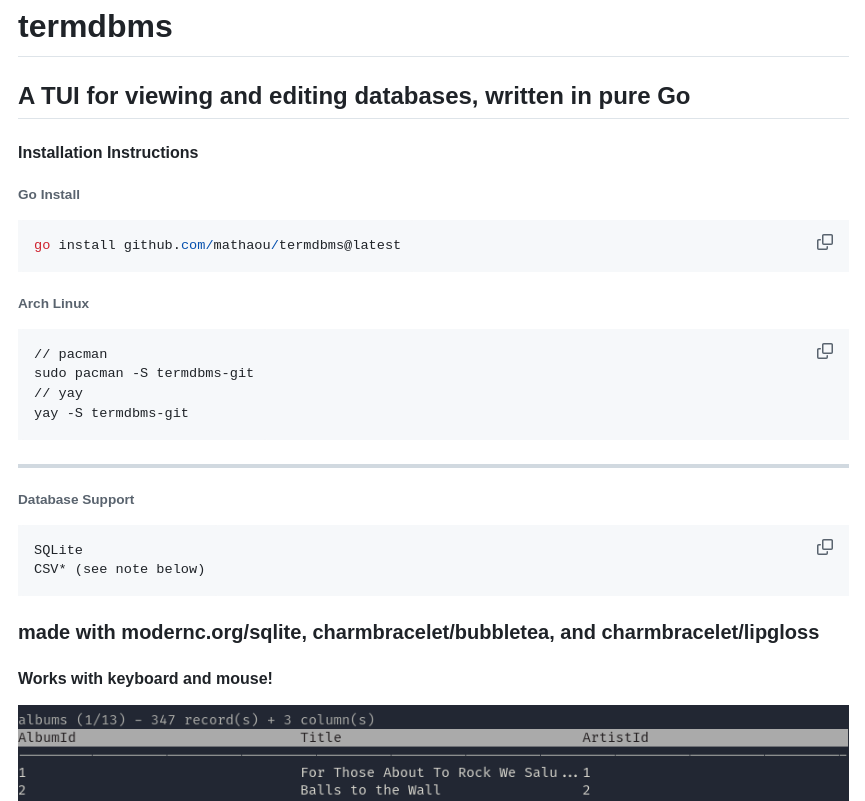 termdbms
A TUI for viewing and editing databases, written in pure Go
Installation Instructions
Go Install
go install github.com/mathaou/termdbms@latest
Arch Linux
// pacman
sudo pacman -S termdbms-git
// yay
yay -S termdbms-git
Database Support
SQLite
CSV* (see note below)
made with modernc.org/sqlite, charmbracelet/bubbletea, and charmbracelet/lipgloss
Works with keyboard and mouse!
albums (1/13) - 347 record(s) + 3 column(s)
AlbumId Title ArtistId
1 For Those About To Rock We Salu... 1
2 Balls to the Wall 2